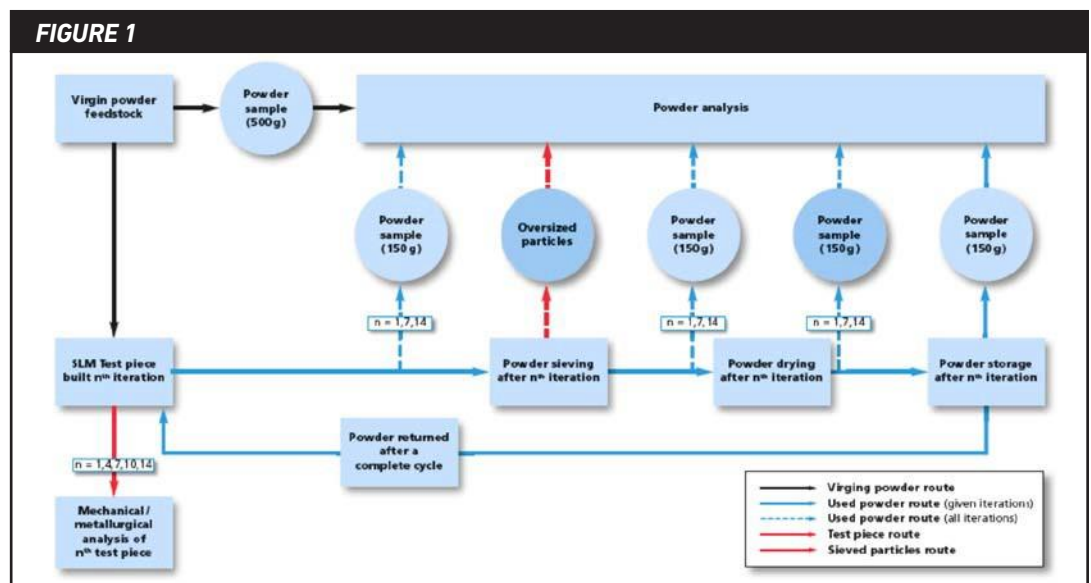 FIGURE 1
Virgin powder
feedstock
Powder
sample
(500g)
Powder analysis
Powder
sample
(150g)
Oversized
particles
Powder
sample
(150g)
Powder
sample
(150g)
Powder
sample
(150g)
n = 1,7,14
n = 1,7,14
n = 1,7,14
SLM Test piece
built nth iteration
Powder sieving
after nth iteration
Powder drying
after nth iteration
Powder storage
after nth iteration
Powder returned
after a
complete cycle
n = 1,4,7,10,14
Mechanical/
metallurgical
analysis of
nth test piece
Virging powder route
Used powder route (given iterations)
Used powder route (all iterations)
Test piece route
Sieved particles route